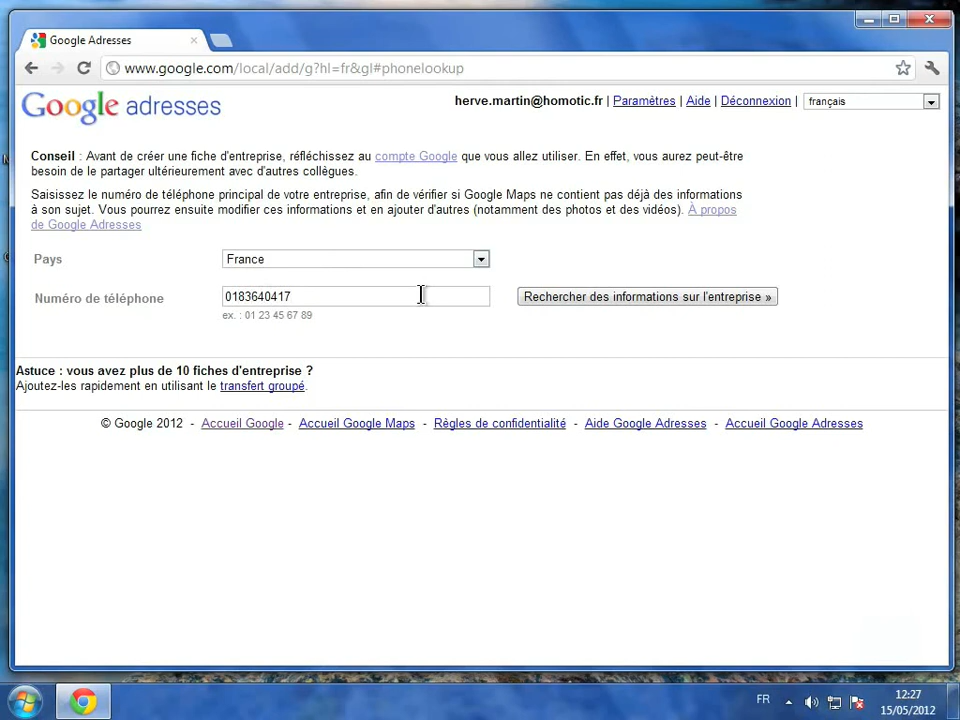 Google Adresses
www.google.com/local/add/g?hl=fr&gl#phonelookup
Google adresses
herve.martin@homotic.fr | Paramètres | Aide | Déconnexion | français
Conseil : Avant de créer une fiche d'entreprise, réfléchissez au compte Google que vous allez utiliser. En effet, vous aurez peut-être
besoin de le partager ultérieurement avec d'autres collègues.
Saisissez le numéro de téléphone principal de votre entreprise, afin de vérifier si Google Maps ne contient pas déjà des informations
à son sujet. Vous pourrez ensuite modifier ces informations et en ajouter d'autres (notamment des photos et des vidéos). À propos
de Google Adresses
Pays France
Numéro de téléphone 0183640417 Rechercher des informations sur l'entreprise »
ex. : 01 23 45 67 89
Astuce : vous avez plus de 10 fiches d'entreprise ?
Ajoutez-les rapidement en utilisant le transfert groupé.
© Google 2012 - Accueil Google - Accueil Google Maps - Règles de confidentialité - Aide Google Adresses - Accueil Google Adresses
FR 12:27
15/05/2012